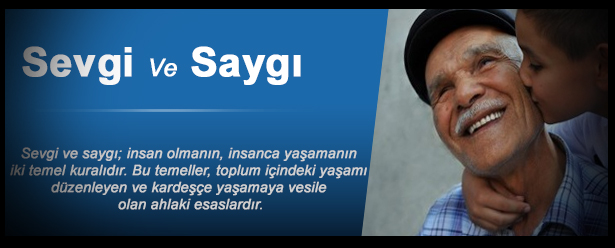 Sevgi Ve Saygı
Sevgi ve saygı; insan olmanın, insanca yaşamanın
iki temel kuralıdır. Bu temeller, toplum içindeki yaşamı
düzenleyen ve kardeşçe yaşamaya vesile
olan ahlaki esaslardır.